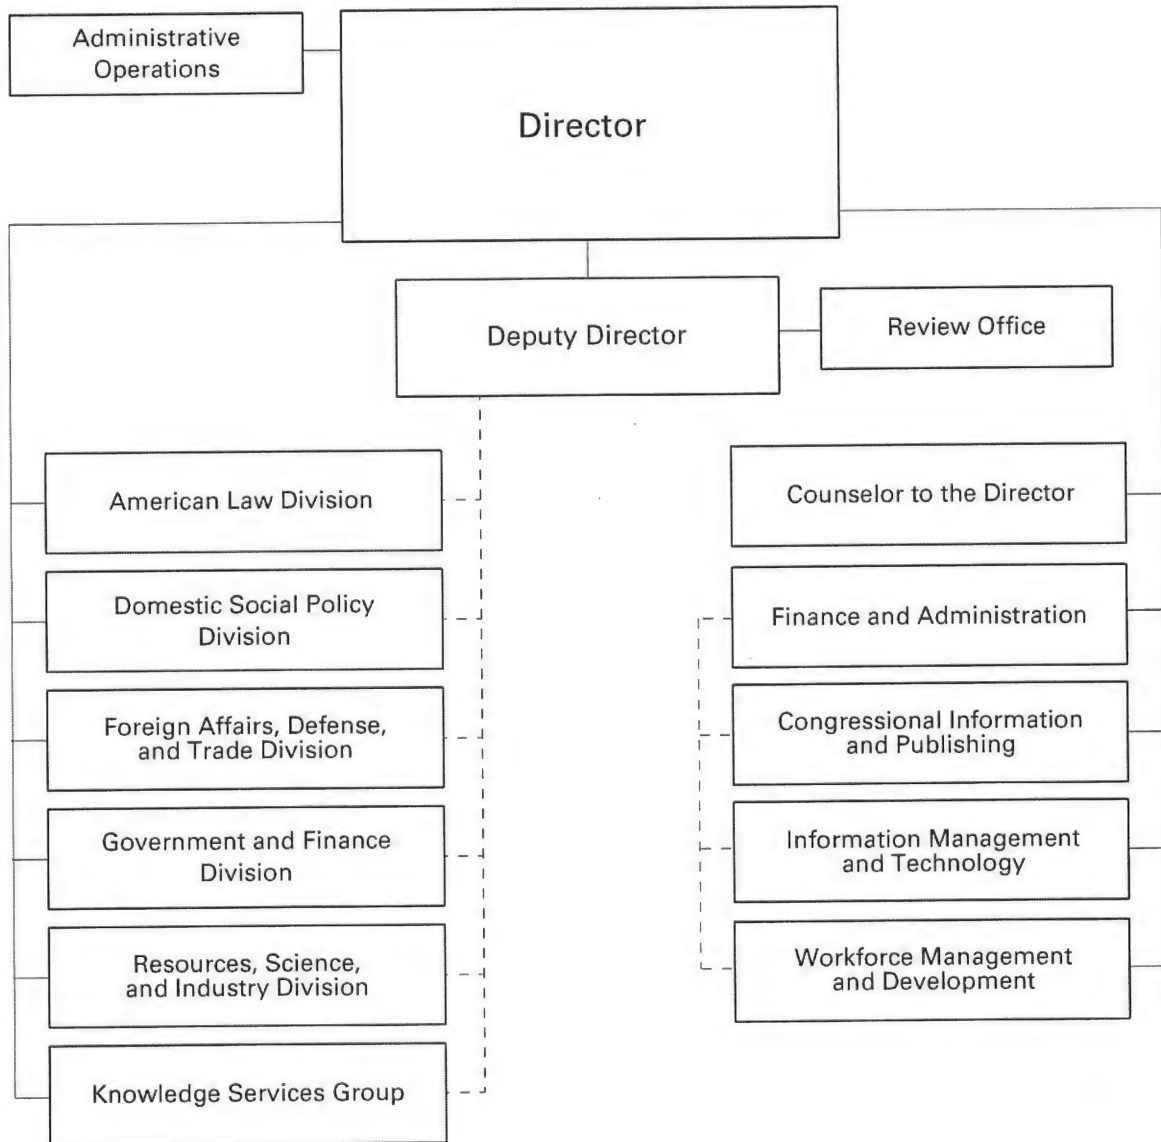 Administrative
Operations
Director
Deputy Director
Review Office
American Law Division
Domestic Social Policy
Division
Foreign Affairs, Defense,
and Trade Division
Government and Finance
Division
Resources, Science,
and Industry Division
Knowledge Services Group
Counselor to the Director
Finance and Administration
Congressional Information
and Publishing
Information Management
and Technology
Workforce Management
and Development